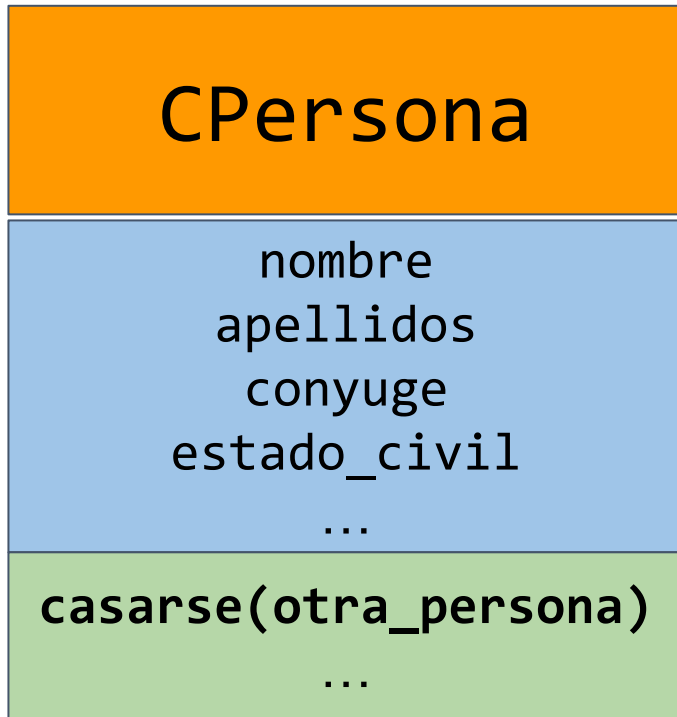 CPersona
nombre
apellidos
conyuge
estado_civil
...
casarse(otra_persona)
...